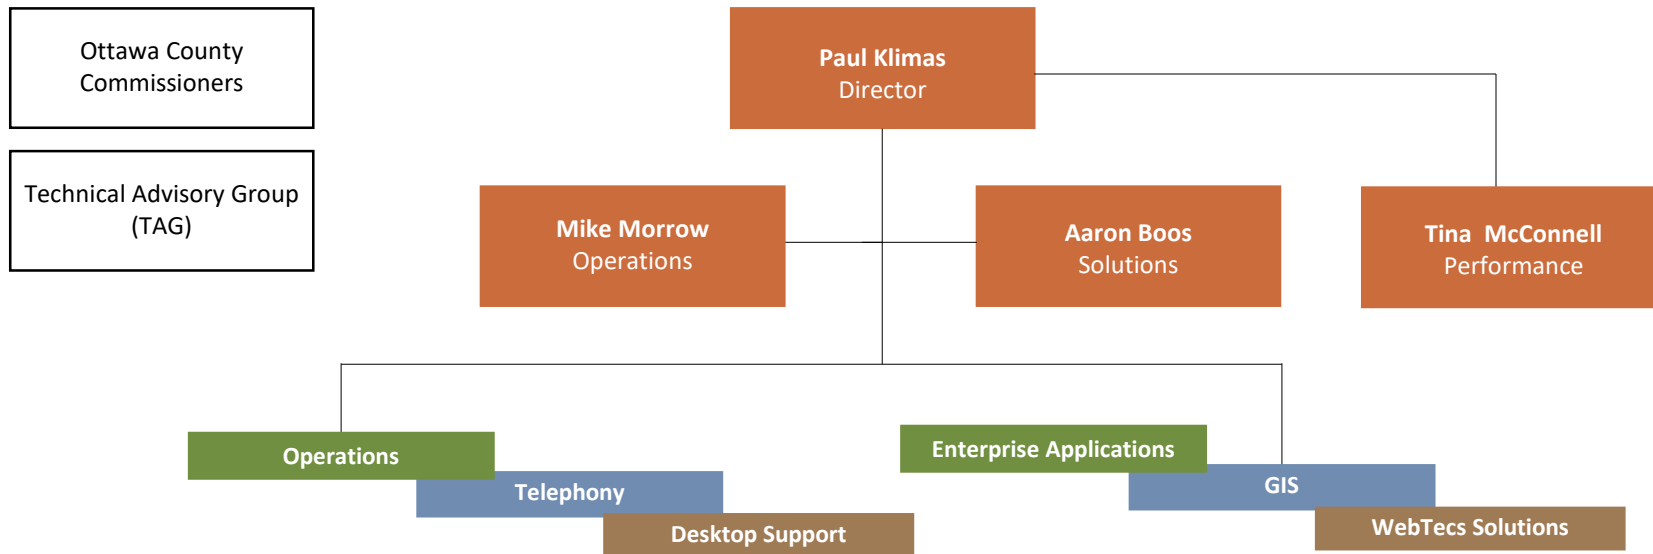 Ottawa County
Commissioners
Technical Advisory Group
(TAG)
Paul Klimas
Director
Mike Morrow
Operations
Aaron Boos
Solutions
Tina  McConnell
Performance
Operations
Telephony
Desktop Support
Enterprise Applications
GIS
WebTecs Solutions